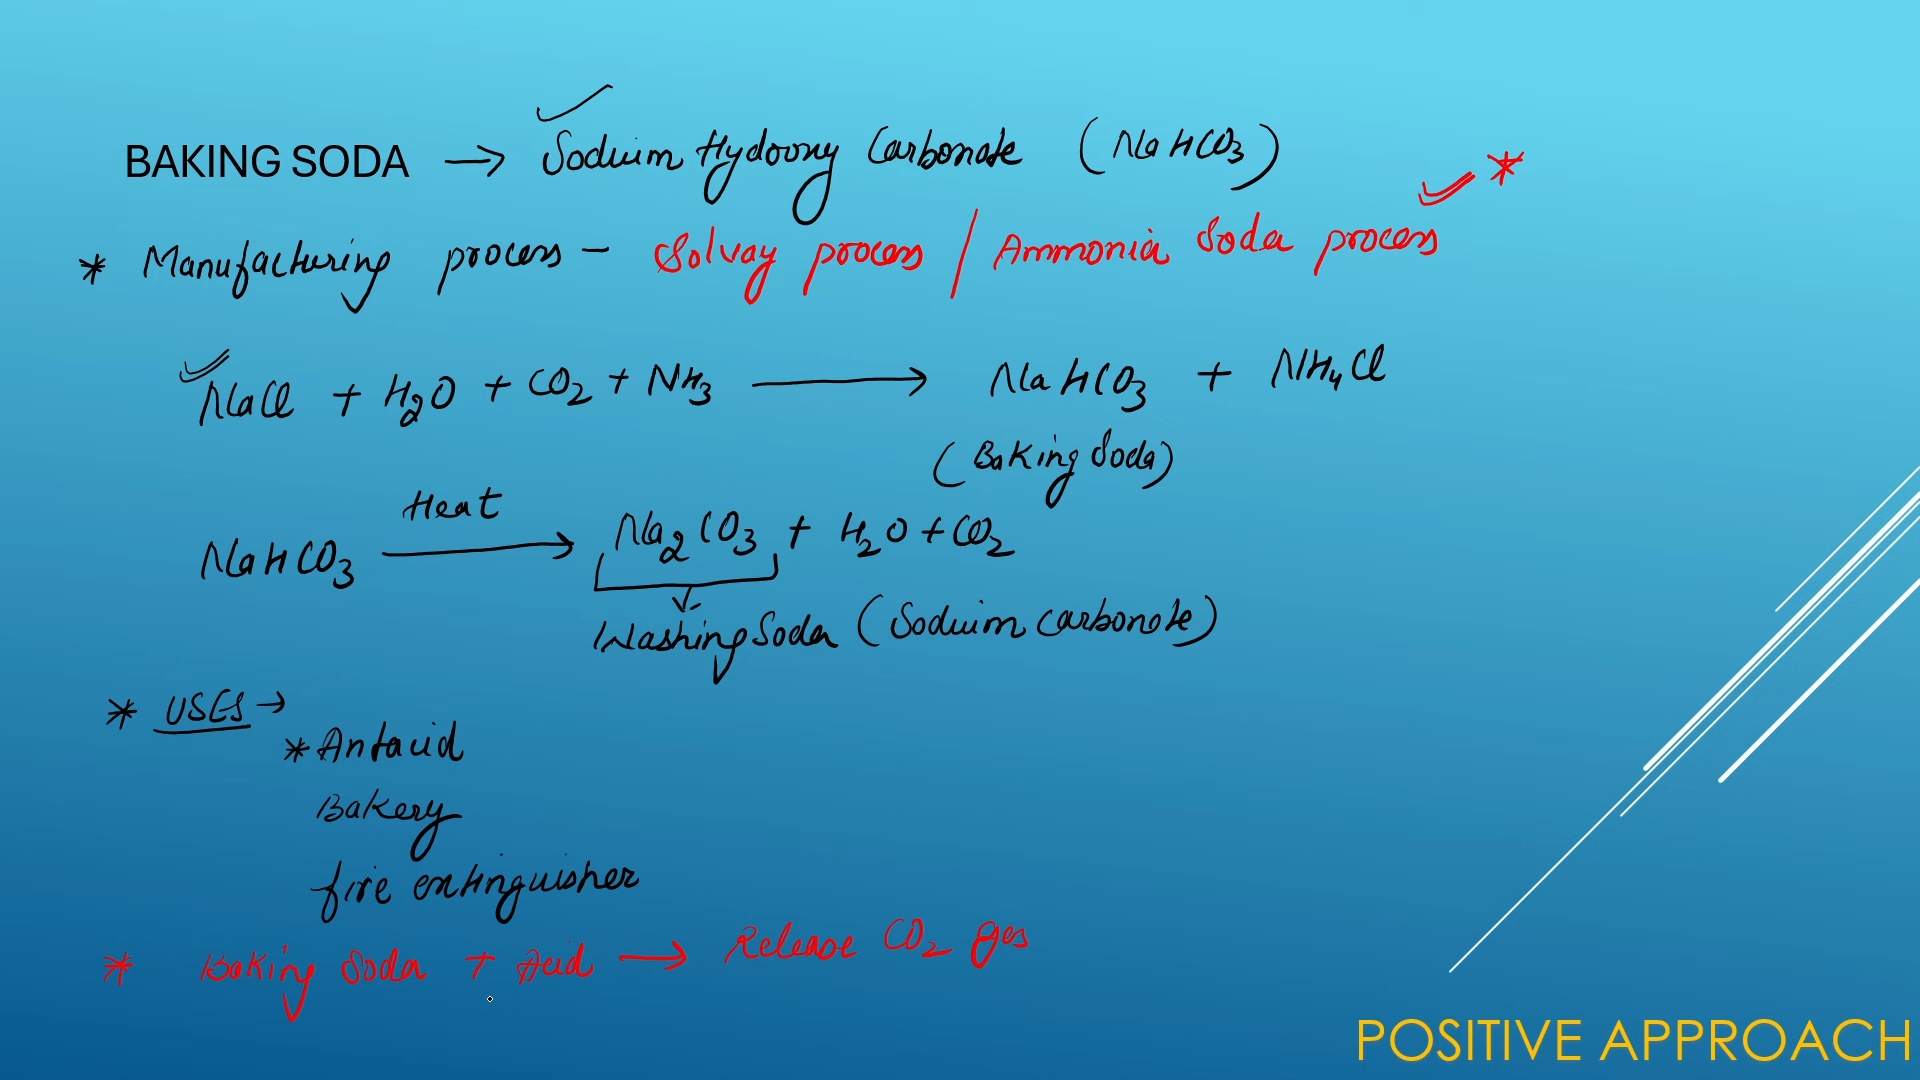 BAKING SODA → Sodium Hydroxy Carbonate (NaHCO3)
* Manufacturing process - Solvay process / Ammonia Soda process *
NaCl + H2O + CO2 + NH3 → NaHCO3 + NH4Cl
(Baking Soda)
Heat
NaHCO3 → Na2CO3 + H2O + CO2
Washing Soda (Sodium carbonate)
* USES →
* Antacid
Bakery
fire extinguisher
* Baking Soda + Acid → Release CO2 gas
POSITIVE APPROACH